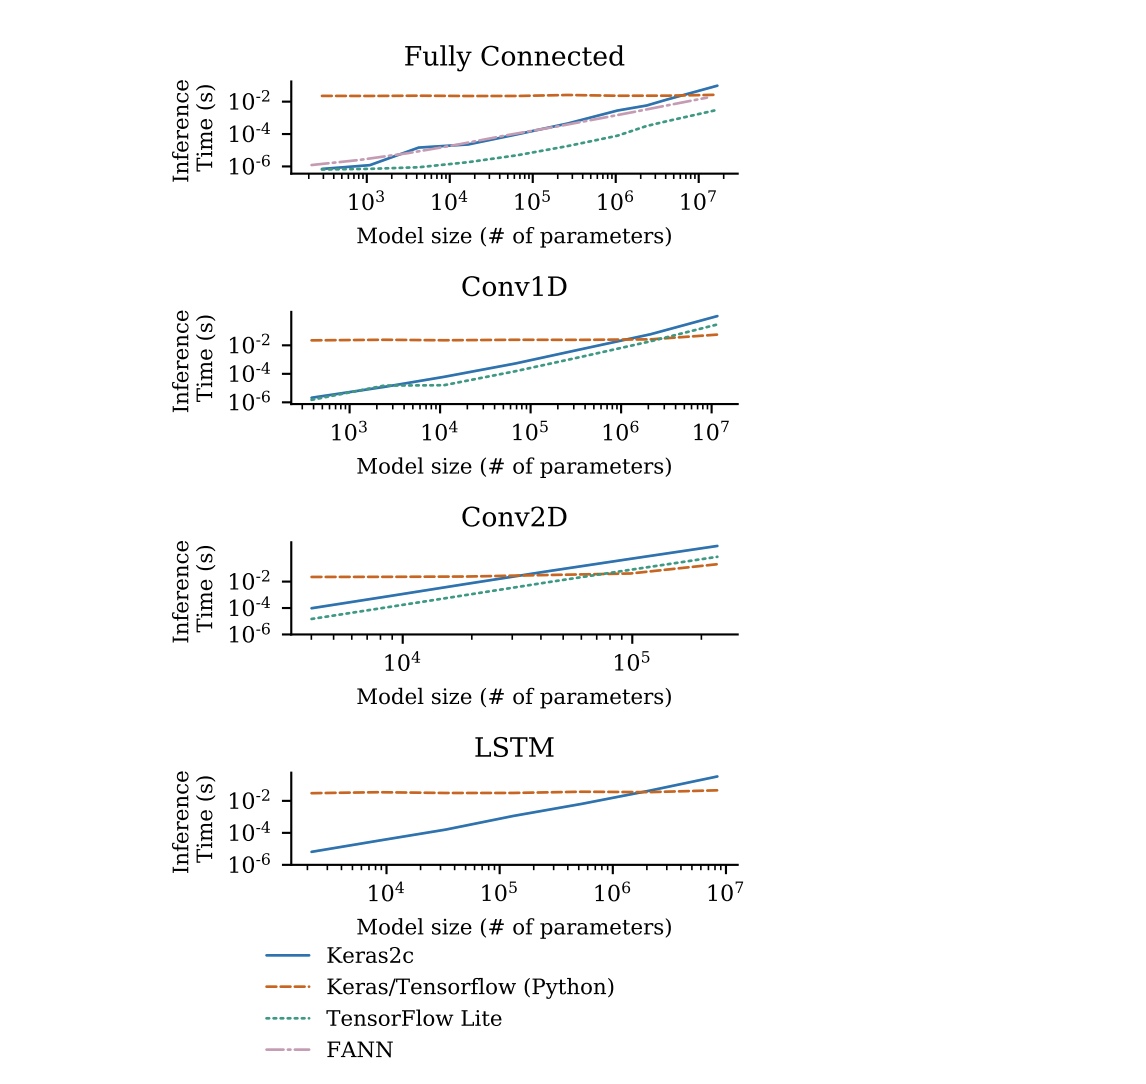 Fully Connected
Inference
Time (s)
10^-2
10^-4
10^-6
10^3 10^4 10^5 10^6 10^7
Model size (# of parameters)
Conv1D
Inference
Time (s)
10^-2
10^-4
10^-6
10^3 10^4 10^5 10^6 10^7
Model size (# of parameters)
Conv2D
Inference
Time (s)
10^-2
10^-4
10^-6
10^4 10^5
Model size (# of parameters)
LSTM
Inference
Time (s)
10^-2
10^-4
10^-6
10^4 10^5 10^6 10^7
Model size (# of parameters)
Keras2c
Keras/Tensorflow (Python)
TensorFlow Lite
FANN